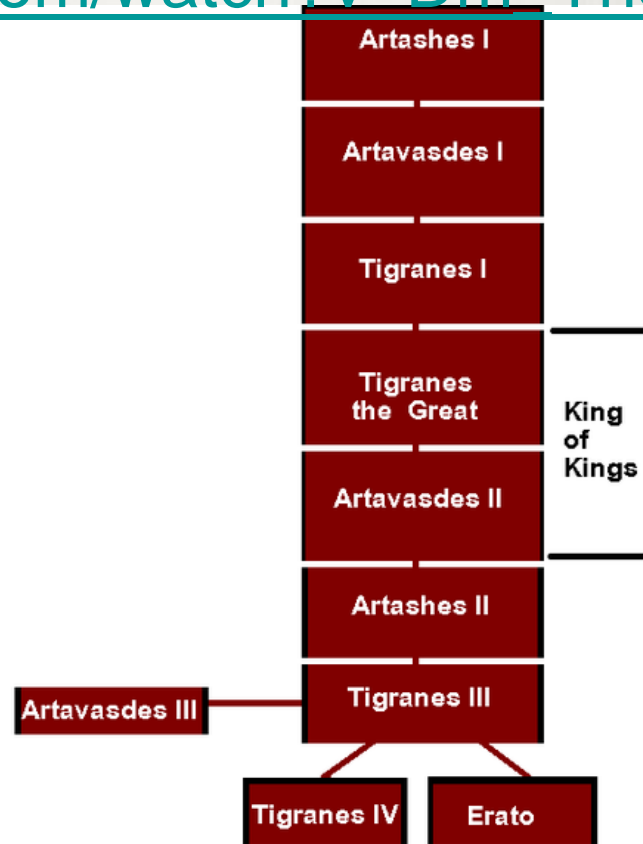 Artashes I
Artavasdes I
Tigranes I
Tigranes
the Great
King
of
Kings
Artavasdes II
Artashes II
Tigranes III
Artavasdes III
Tigranes IV
Erato